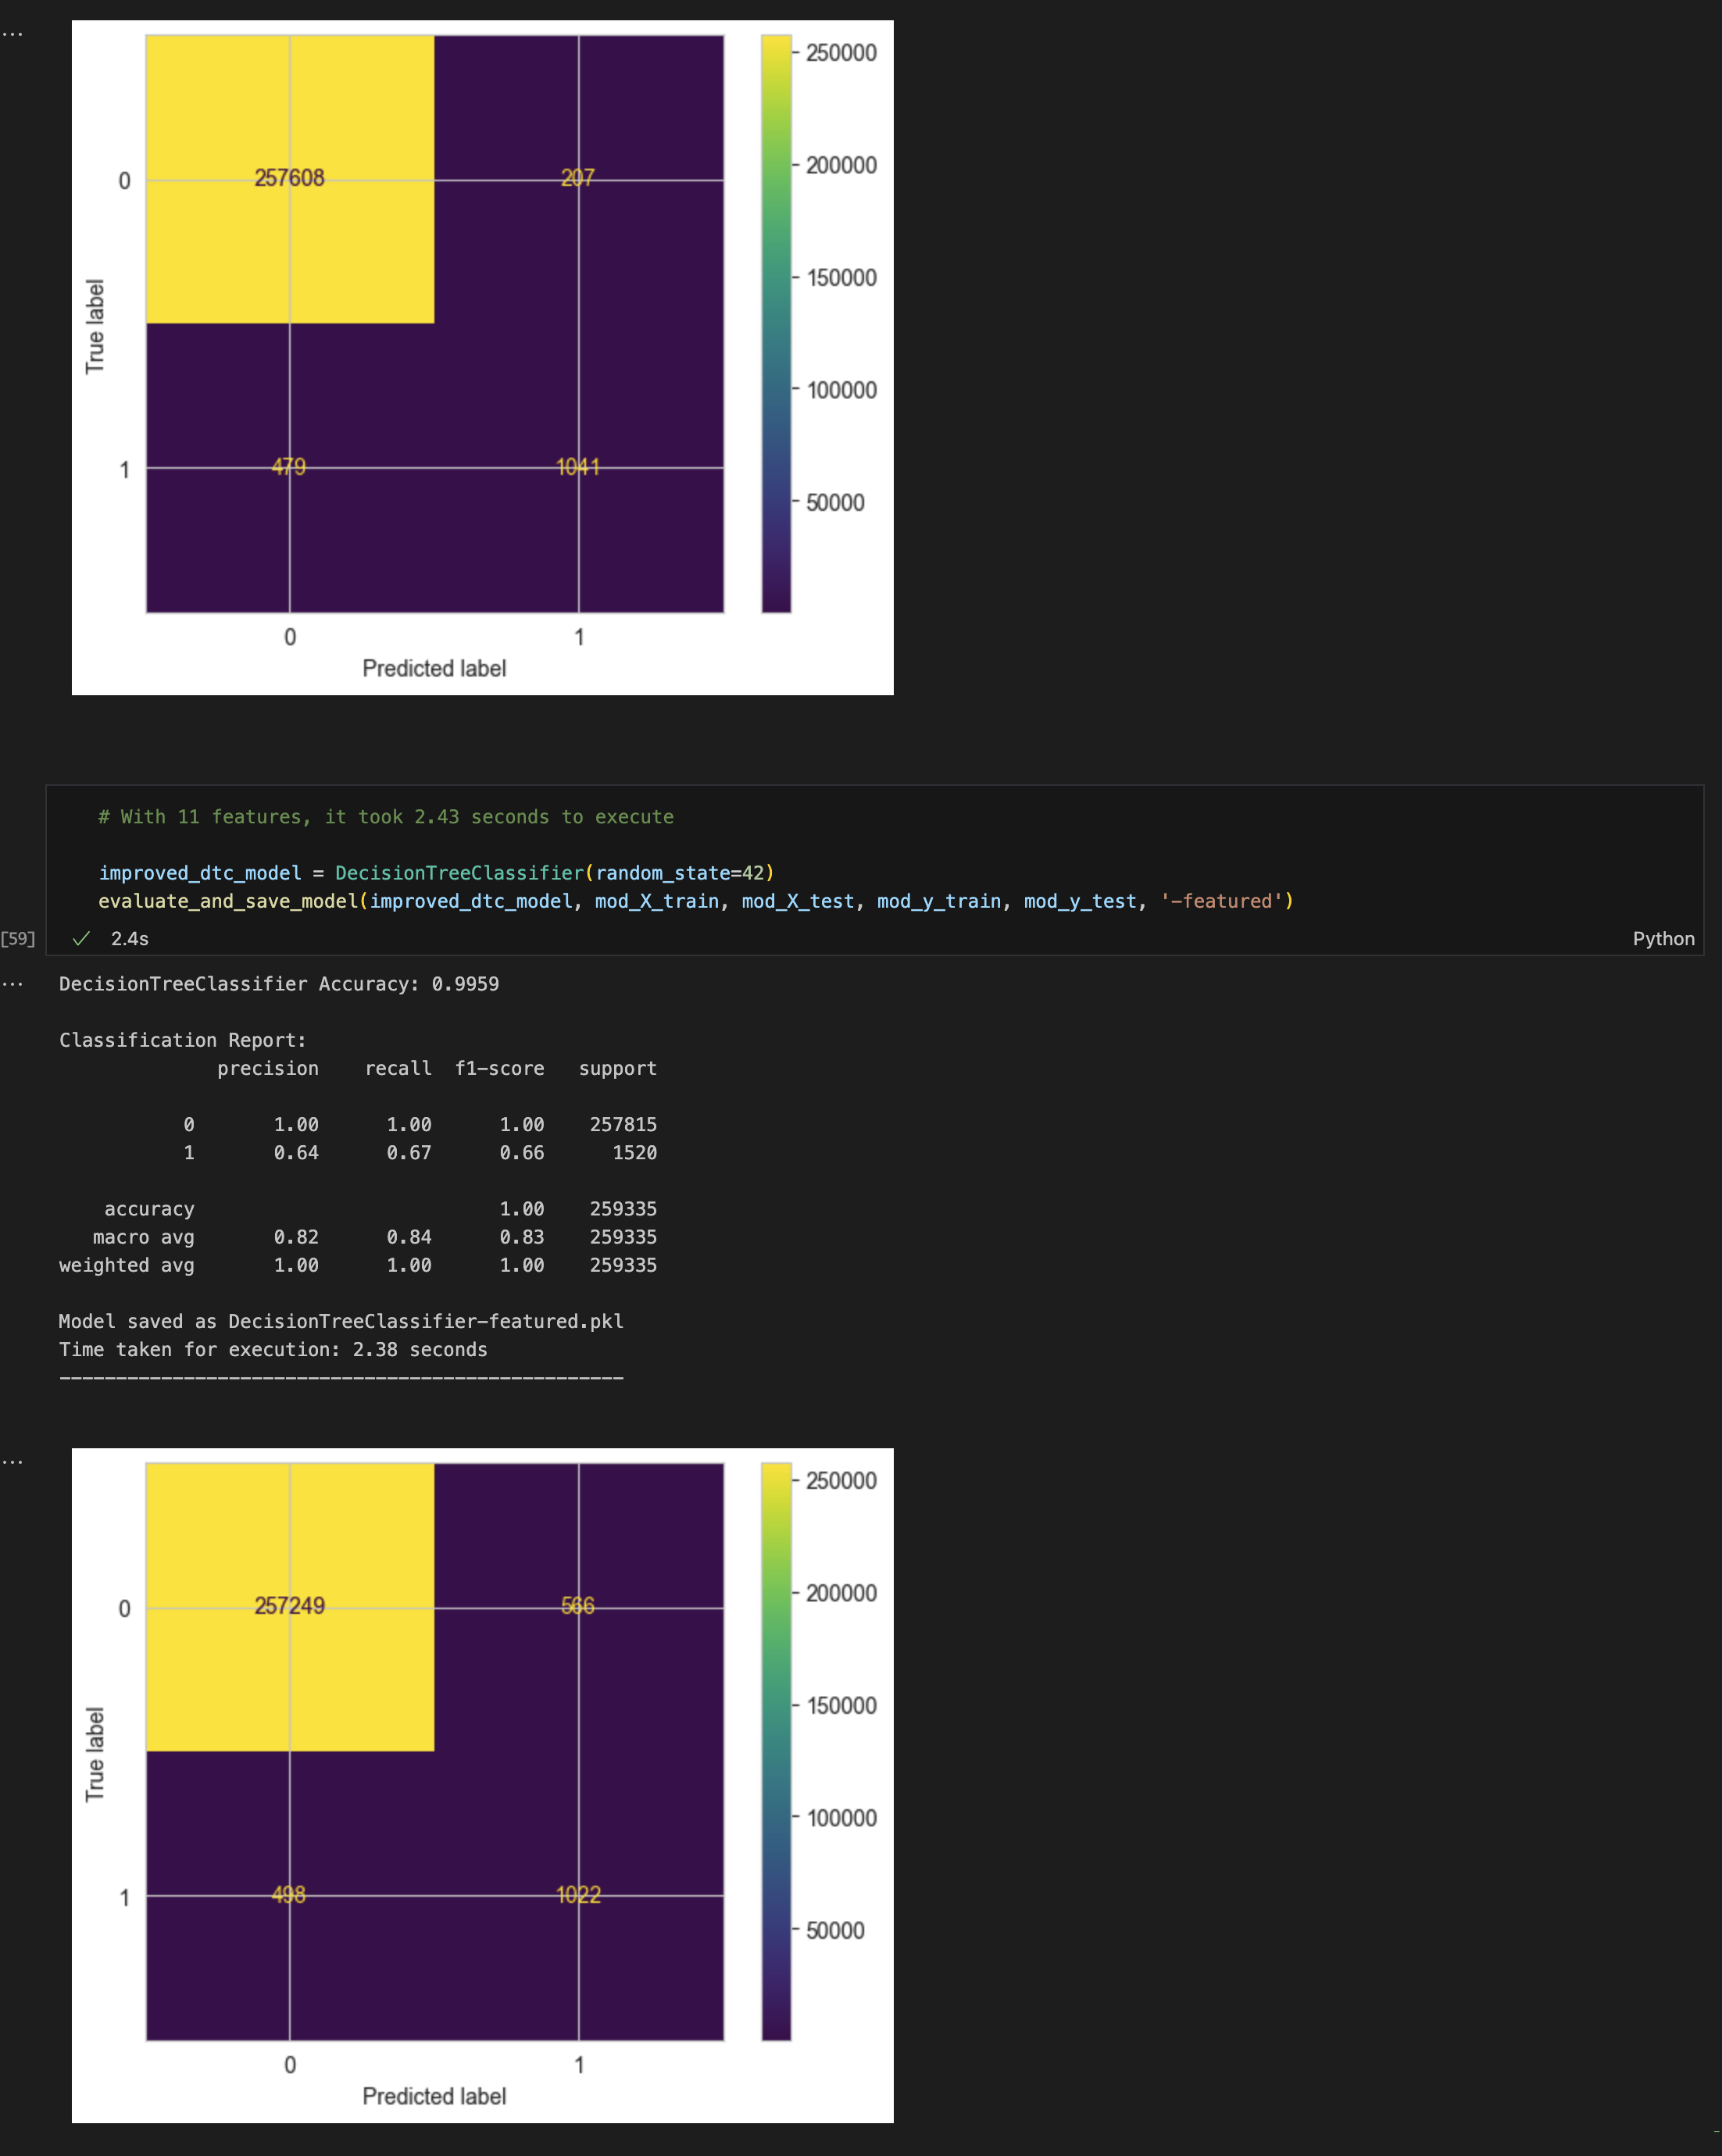 ...
250000
200000
150000
100000
50000
0
257608 207
True label
1
479 1041
0 1
Predicted label
# With 11 features, it took 2.43 seconds to execute
improved_dtc_model = DecisionTreeClassifier(random_state=42)
evaluate_and_save_model(improved_dtc_model, mod_X_train, mod_X_test, mod_y_train, mod_y_test, '-featured')
[59] ✓ 2.4s Python
... DecisionTreeClassifier Accuracy: 0.9959
Classification Report:
precision recall f1-score support
0 1.00 1.00 1.00 257815
1 0.64 0.67 0.66 1520
accuracy 1.00 259335
macro avg 0.82 0.84 0.83 259335
weighted avg 1.00 1.00 1.00 259335
Model saved as DecisionTreeClassifier-featured.pkl
Time taken for execution: 2.38 seconds
--------------------------------------------------
...
250000
200000
150000
100000
50000
0
257249 566
True label
1
498 1022
0 1
Predicted label